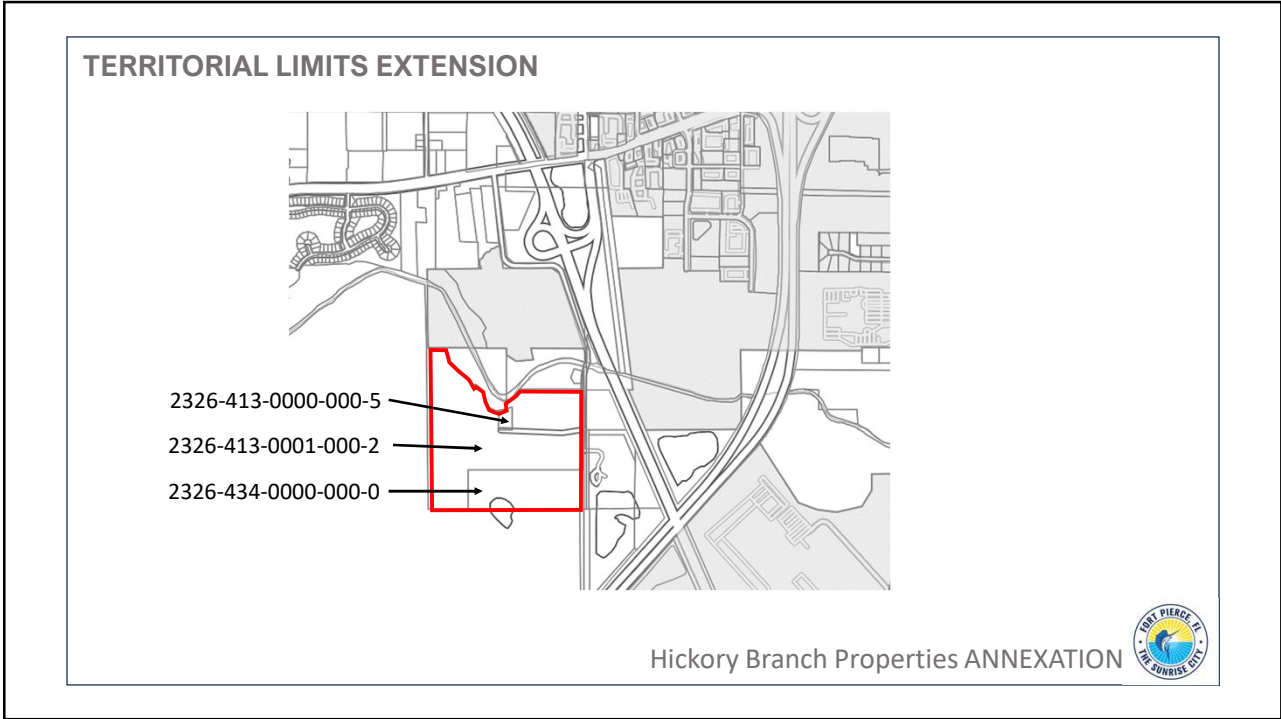 TERRITORIAL LIMITS EXTENSION
2326-413-0000-000-5
2326-413-0001-000-2
2326-434-0000-000-0
Hickory Branch Properties ANNEXATION
FORT PIERCE, FL
THE SUNRISE CITY